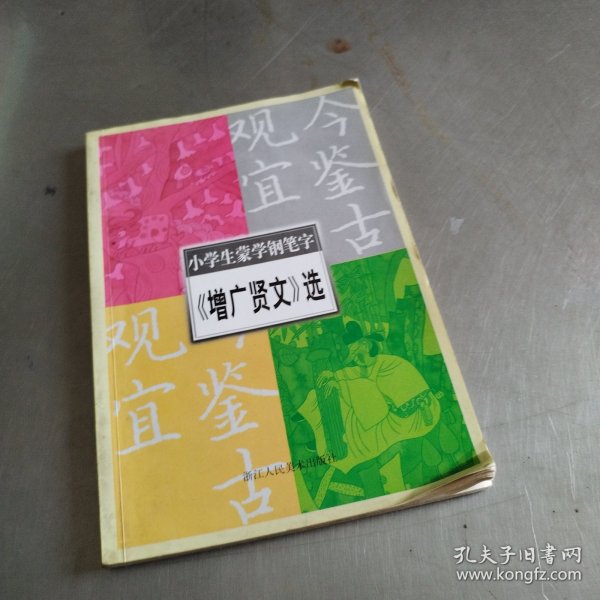 今鉴古
观宜
小学生蒙学钢笔字
《增广贤文》选
今鉴古
观宜
浙江人民美术出版社
孔夫子旧书网
www.kongfz.com